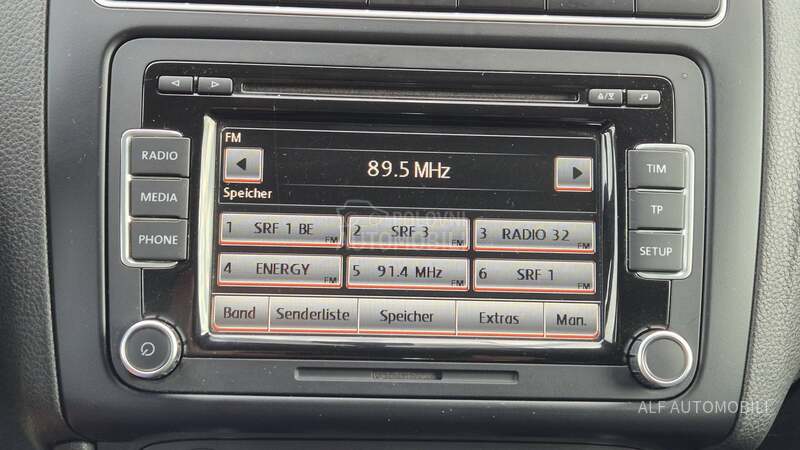 FM
89.5 MHz
Speicher
RADIO
MEDIA
PHONE
TIM
TP
SETUP
1 SRF 1 BE FM
2 SRF 3 FM
3 RADIO 32 FM
4 ENERGY FM
5 91.4 MHz FM
6 SRF 1 FM
Band Senderliste Speicher Extras Man.
POLOVNI
AUTOMOBILI
ALF AUTOMOBILI